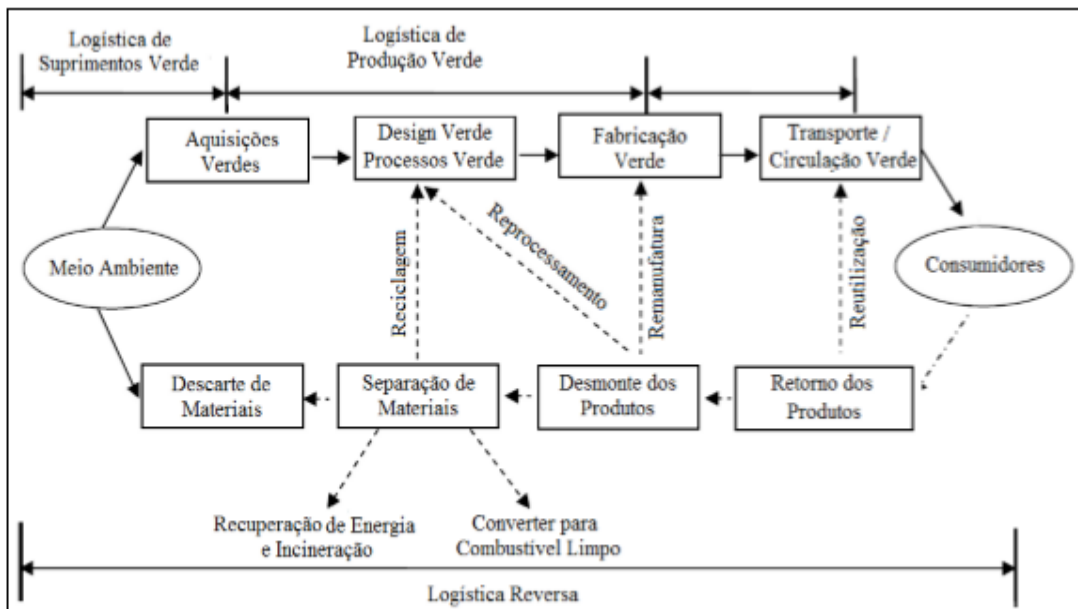 Logística de
Suprimentos Verde
Logística de
Produção Verde
Aquisições
Verdes
Design Verde
Processos Verde
Fabricação
Verde
Transporte /
Circulação Verde
Meio Ambiente
Reciclagem
Reprocessamento
Remanufatura
Reutilização
Consumidores
Descarte de
Materiais
Separação de
Materiais
Desmonte dos
Produtos
Retorno dos
Produtos
Recuperação de Energia
e Incineração
Converter para
Combustível Limpo
Logística Reversa